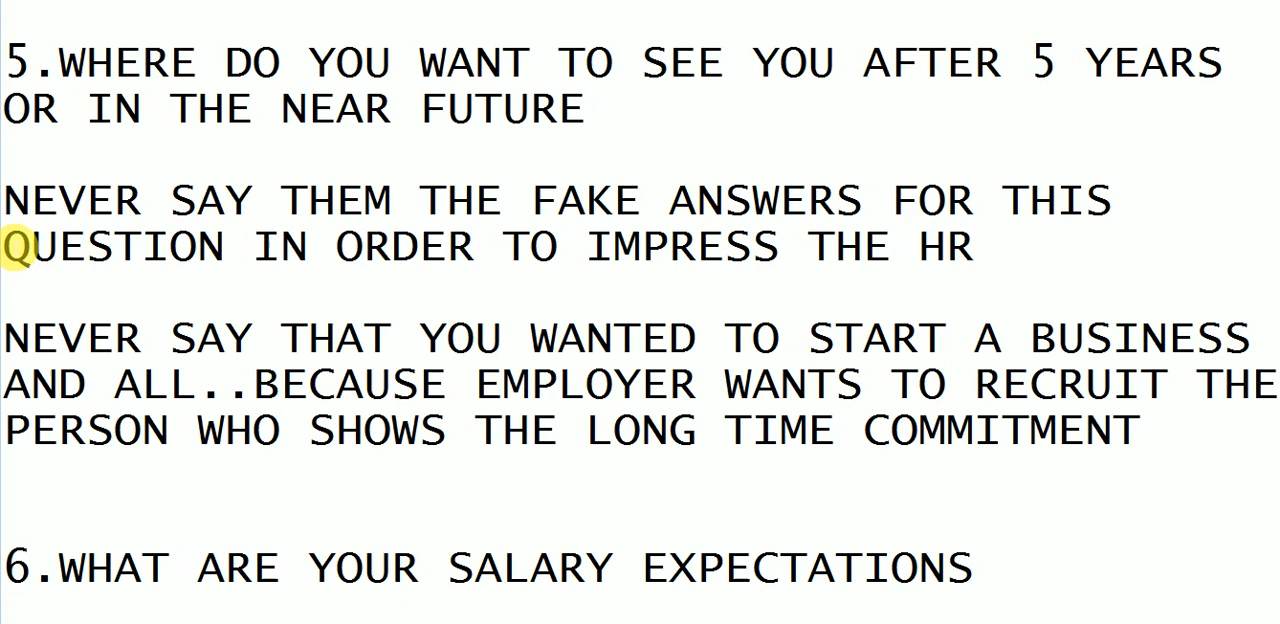 5.WHERE DO YOU WANT TO SEE YOU AFTER 5 YEARS
OR IN THE NEAR FUTURE
NEVER SAY THEM THE FAKE ANSWERS FOR THIS
QUESTION IN ORDER TO IMPRESS THE HR
NEVER SAY THAT YOU WANTED TO START A BUSINESS
AND ALL..BECAUSE EMPLOYER WANTS TO RECRUIT THE
PERSON WHO SHOWS THE LONG TIME COMMITMENT
6.WHAT ARE YOUR SALARY EXPECTATIONS